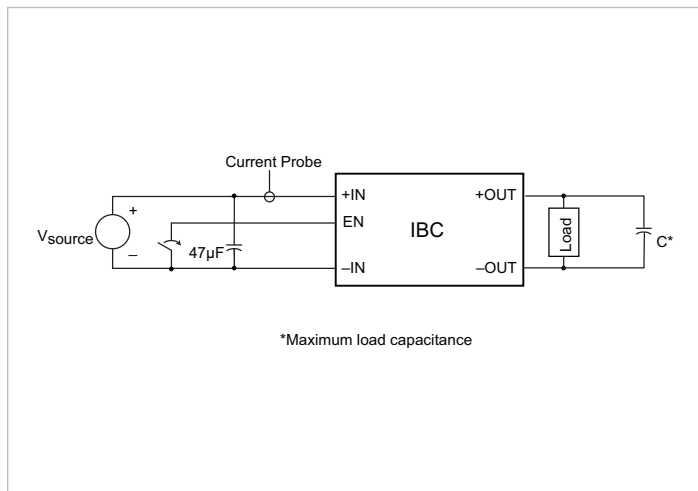 Current Probe
+IN
+OUT
+
EN
Vsource
IBC
Load
47µF
C*
–
–IN
–OUT
*Maximum load capacitance